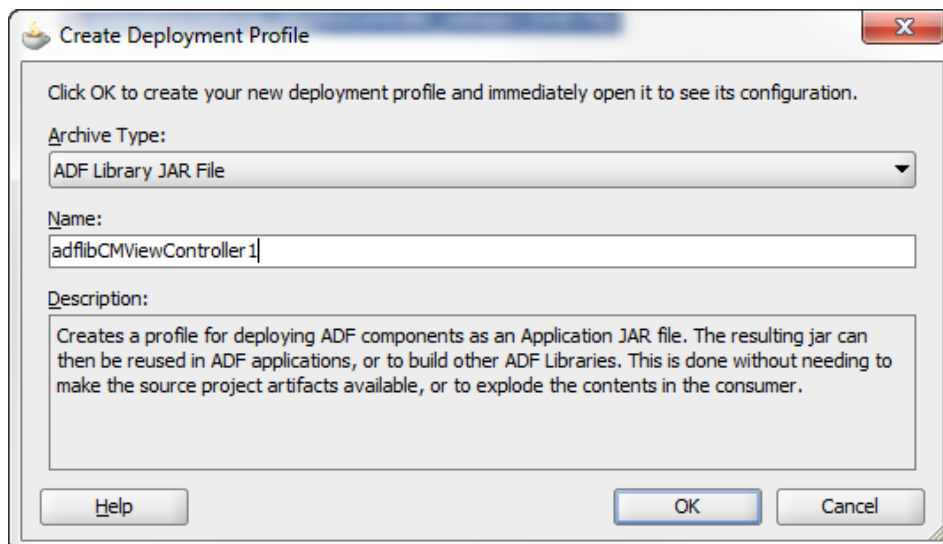 Create Deployment Profile
Click OK to create your new deployment profile and immediately open it to see its configuration.
Archive Type:
ADF Library JAR File
Name:
adflibCMViewController1
Description:
Creates a profile for deploying ADF components as an Application JAR file. The resulting jar can
then be reused in ADF applications, or to build other ADF Libraries. This is done without needing to
make the source project artifacts available, or to explode the contents in the consumer.
Help
OK
Cancel